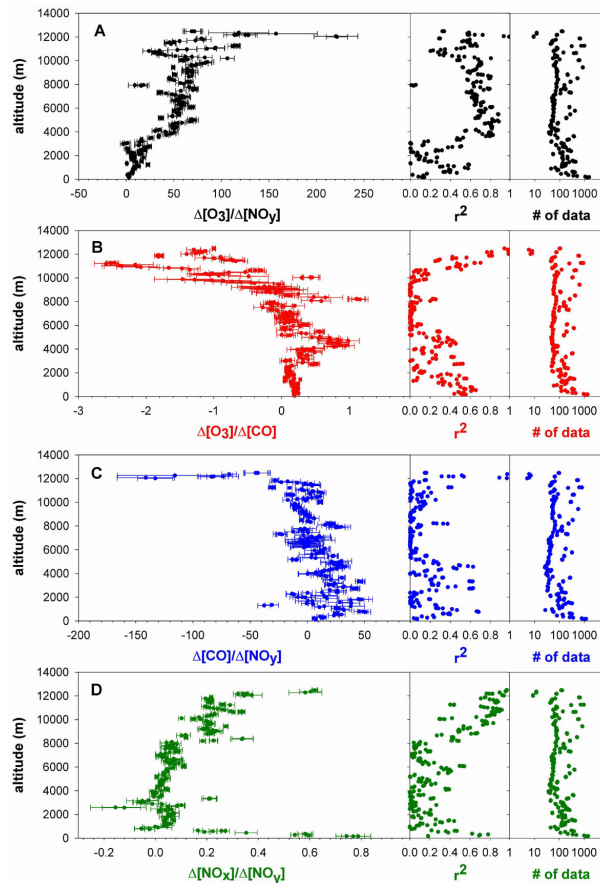 A
altitude (m)
14000
12000
10000
8000
6000
4000
2000
0
-50 0 50 100 150 200 250 0.0 0.2 0.4 0.6 0.8 1 10 100 1000
Δ[O₃]/Δ[NOy] r² # of data
B
altitude (m)
14000
12000
10000
8000
6000
4000
2000
0
-3 -2 -1 0 1 0.0 0.2 0.4 0.6 0.8 1 10 100 1000
Δ[O₃]/Δ[CO] r² # of data
C
altitude (m)
14000
12000
10000
8000
6000
4000
2000
0
-200 -150 -100 -50 0 50 0.0 0.2 0.4 0.6 0.8 1 10 100 1000
Δ[CO]/Δ[NOy] r² # of data
D
altitude (m)
14000
12000
10000
8000
6000
4000
2000
0
-0.2 0.0 0.2 0.4 0.6 0.8 0.0 0.2 0.4 0.6 0.8 1 10 100 1000
Δ[NOx]/Δ[NOy] r² # of data